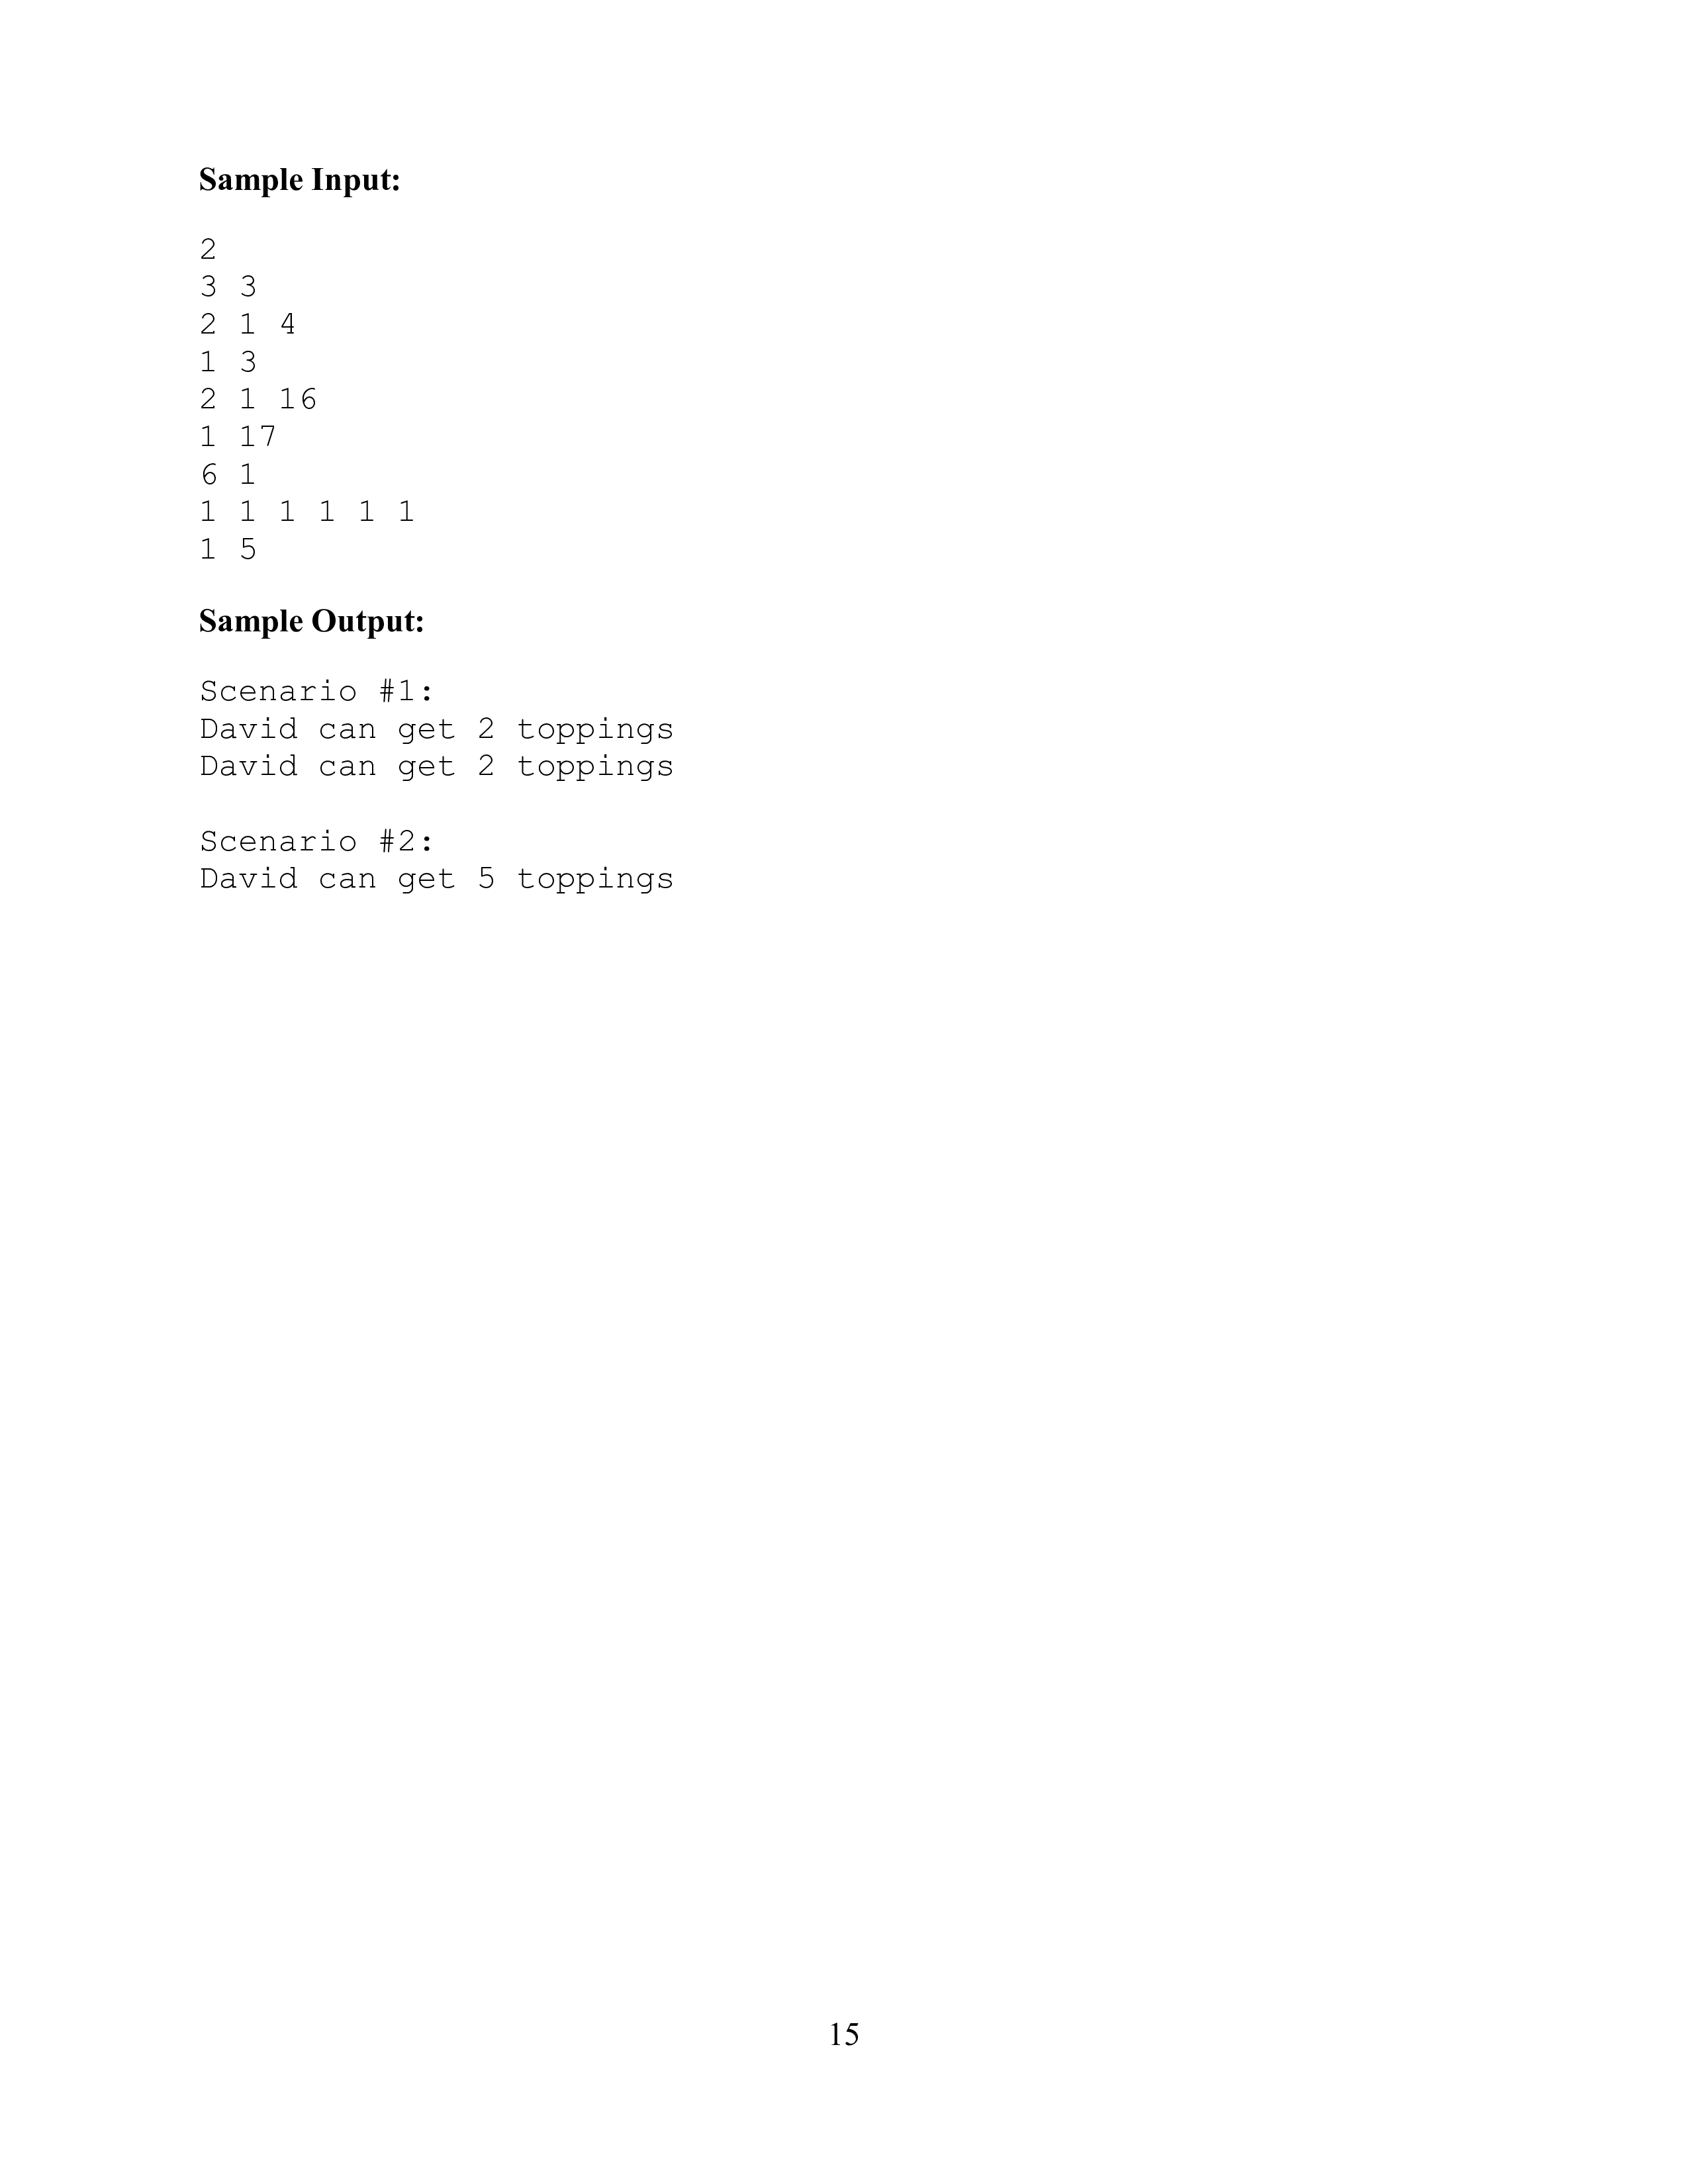 Sample Input:
2
3 3
2 1 4
1 3
2 1 16
1 17
6 1
1 1 1 1 1 1
1 5
Sample Output:
Scenario #1:
David can get 2 toppings
David can get 2 toppings
Scenario #2:
David can get 5 toppings
15